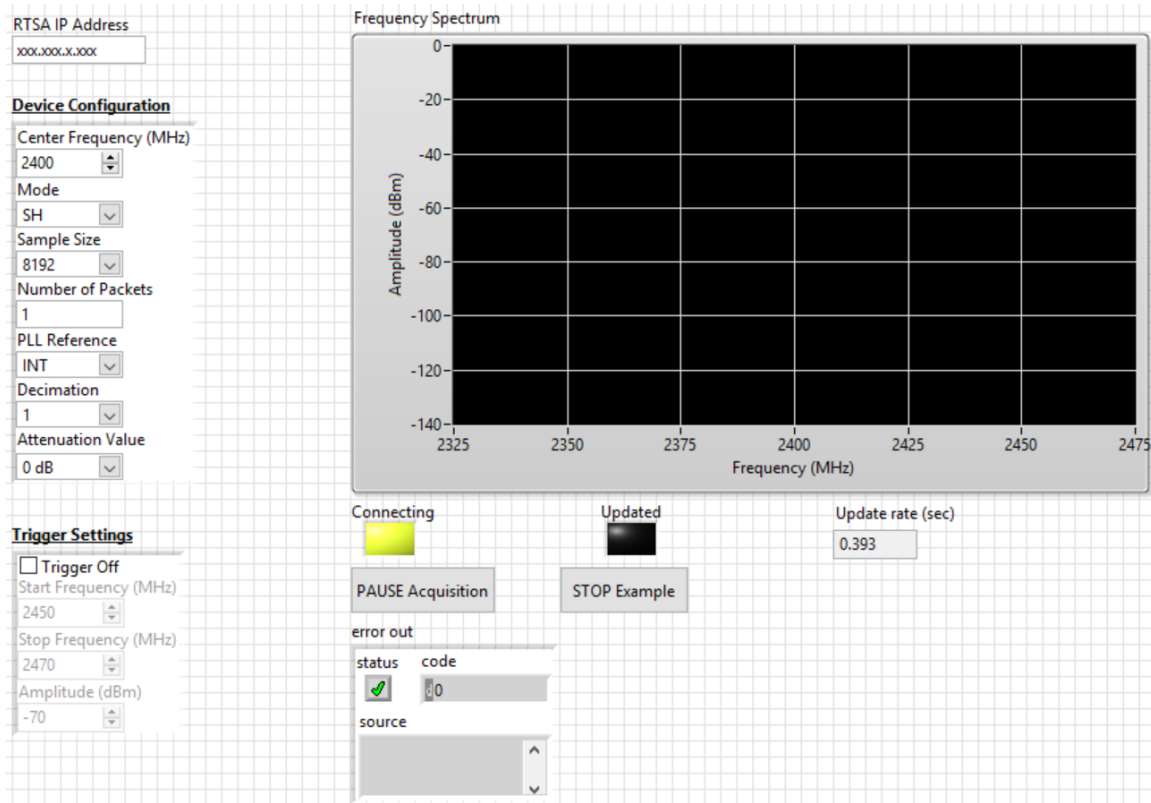 RTSA IP Address
xxx.xxx.x.xxx
Device Configuration
Center Frequency (MHz)
2400
Mode
SH
Sample Size
8192
Number of Packets
1
PLL Reference
INT
Decimation
1
Attenuation Value
0 dB
Trigger Settings
Trigger Off
Start Frequency (MHz)
2450
Stop Frequency (MHz)
2470
Amplitude (dBm)
-70
Frequency Spectrum
Amplitude (dBm)
0
-20
-40
-60
-80
-100
-120
-140
2325 2350 2375 2400 2425 2450 2475
Frequency (MHz)
Connecting Updated Update rate (sec)
0.393
PAUSE Acquisition STOP Example
error out
status code
d0
source